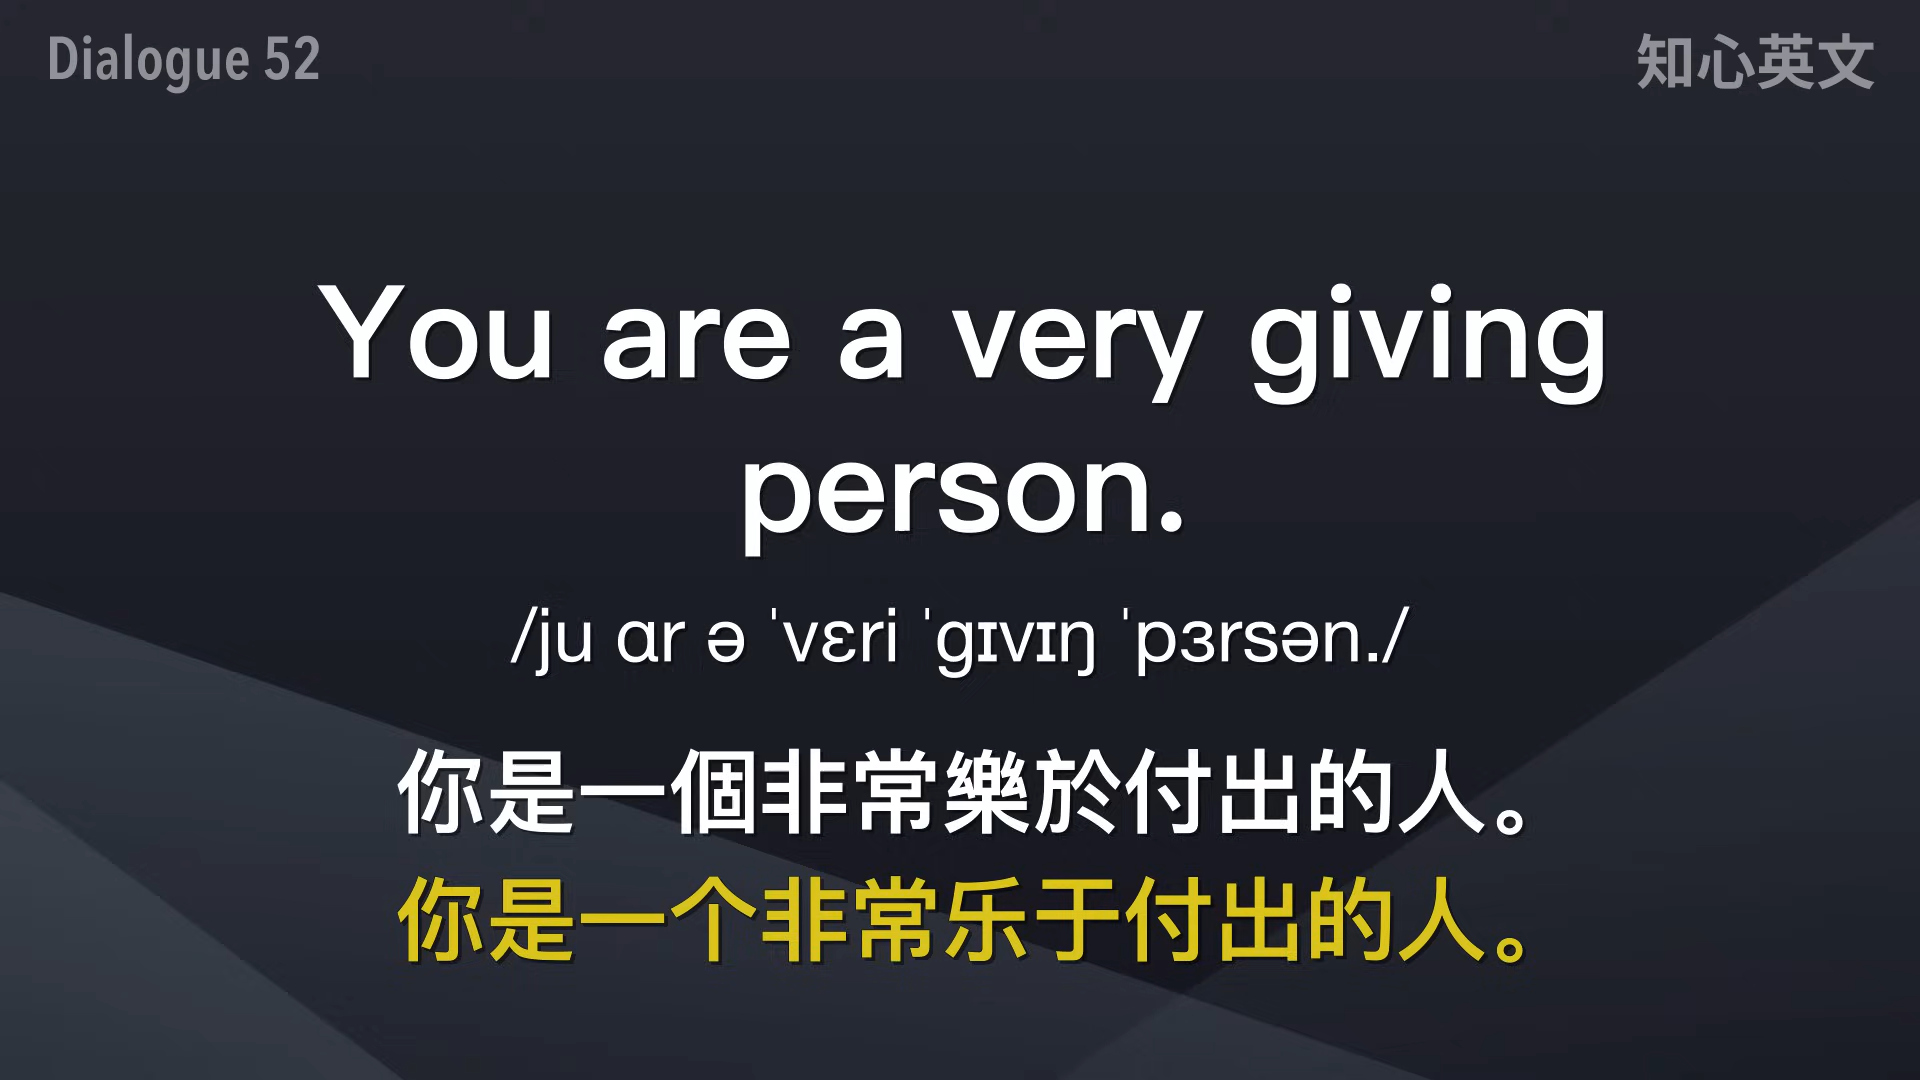 Dialogue 52
知心英文
You are a very giving
person.
/ju ɑr ə ˈvɛri ˈɡɪvɪŋ ˈpɜrsən./
你是一個非常樂於付出的人。
你是一个非常乐于付出的人。